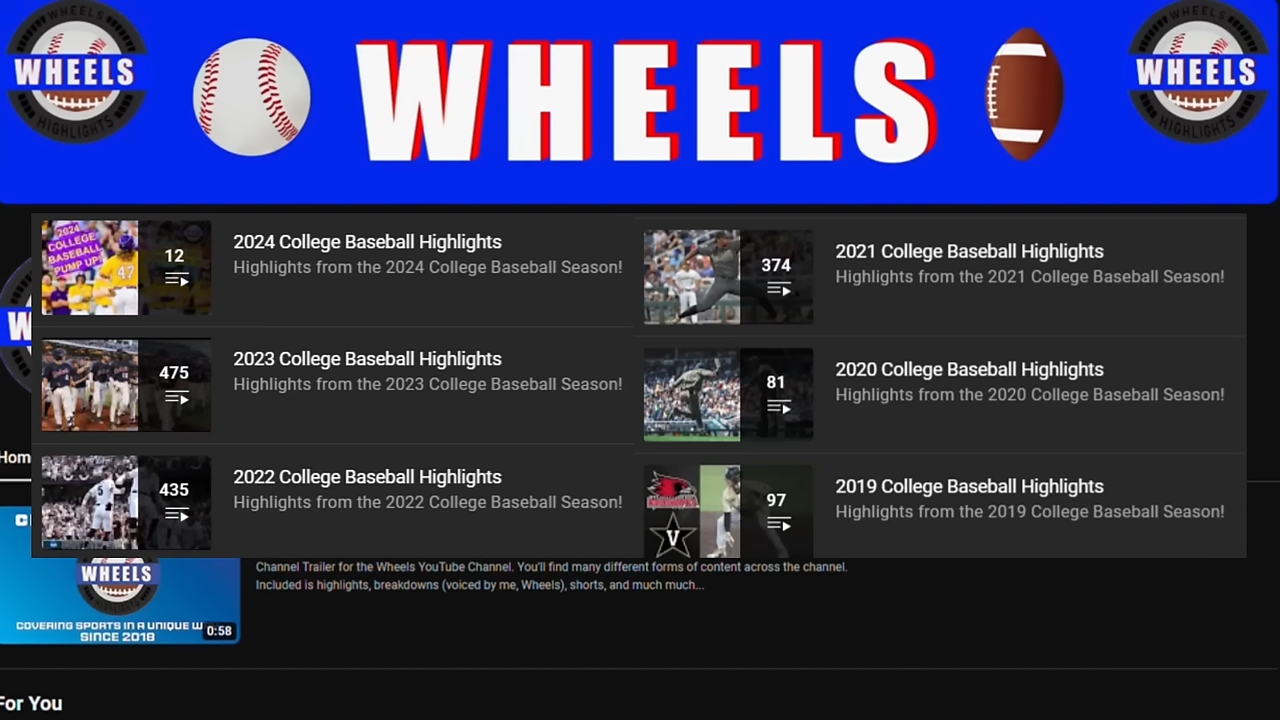 WHEELS
WHEELS
HIGHLIGHTS
WHEELS
WHEELS
WHEELS
HIGHLIGHTS
2024
COLLEGE
BASEBALL
PUMP UP!
47
12
2024 College Baseball Highlights
Highlights from the 2024 College Baseball Season!
475
2023 College Baseball Highlights
Highlights from the 2023 College Baseball Season!
5
435
2022 College Baseball Highlights
Highlights from the 2022 College Baseball Season!
374
2021 College Baseball Highlights
Highlights from the 2021 College Baseball Season!
81
2020 College Baseball Highlights
Highlights from the 2020 College Baseball Season!
V
97
2019 College Baseball Highlights
Highlights from the 2019 College Baseball Season!
W
Hom
WHEELS
HIGHLIGHTS
COVERING SPORTS IN A UNIQUE W
SINCE 2018
0:58
Channel Trailer for the Wheels YouTube Channel. You'll find many different forms of content across the channel.
Included is highlights, breakdowns (voiced by me, Wheels), shorts, and much much...
For You